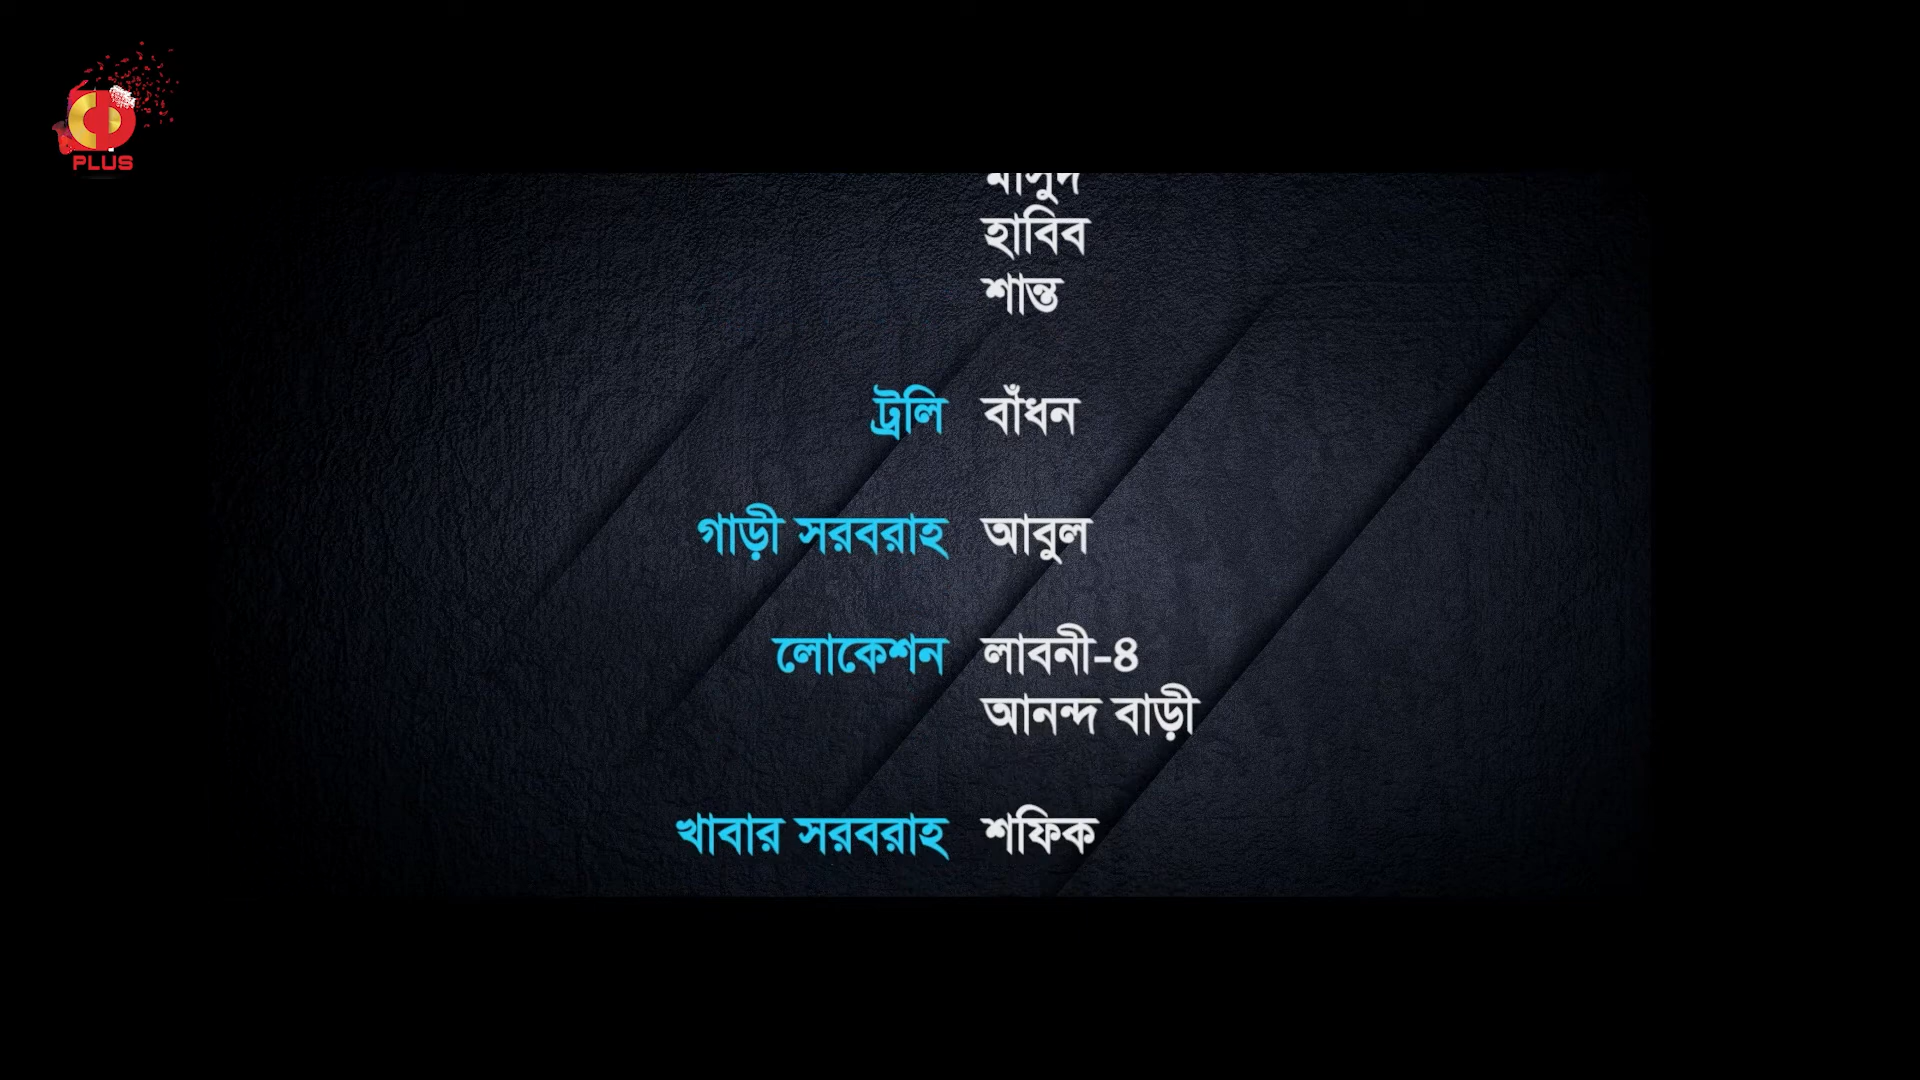 PLUS
মাসুদ
হাবিব
শান্ত
ট্রলি বাঁধন
গাড়ী সরবরাহ আবুল
লোকেশন লাবনী-৪
আনন্দ বাড়ী
খাবার সরবরাহ শফিক